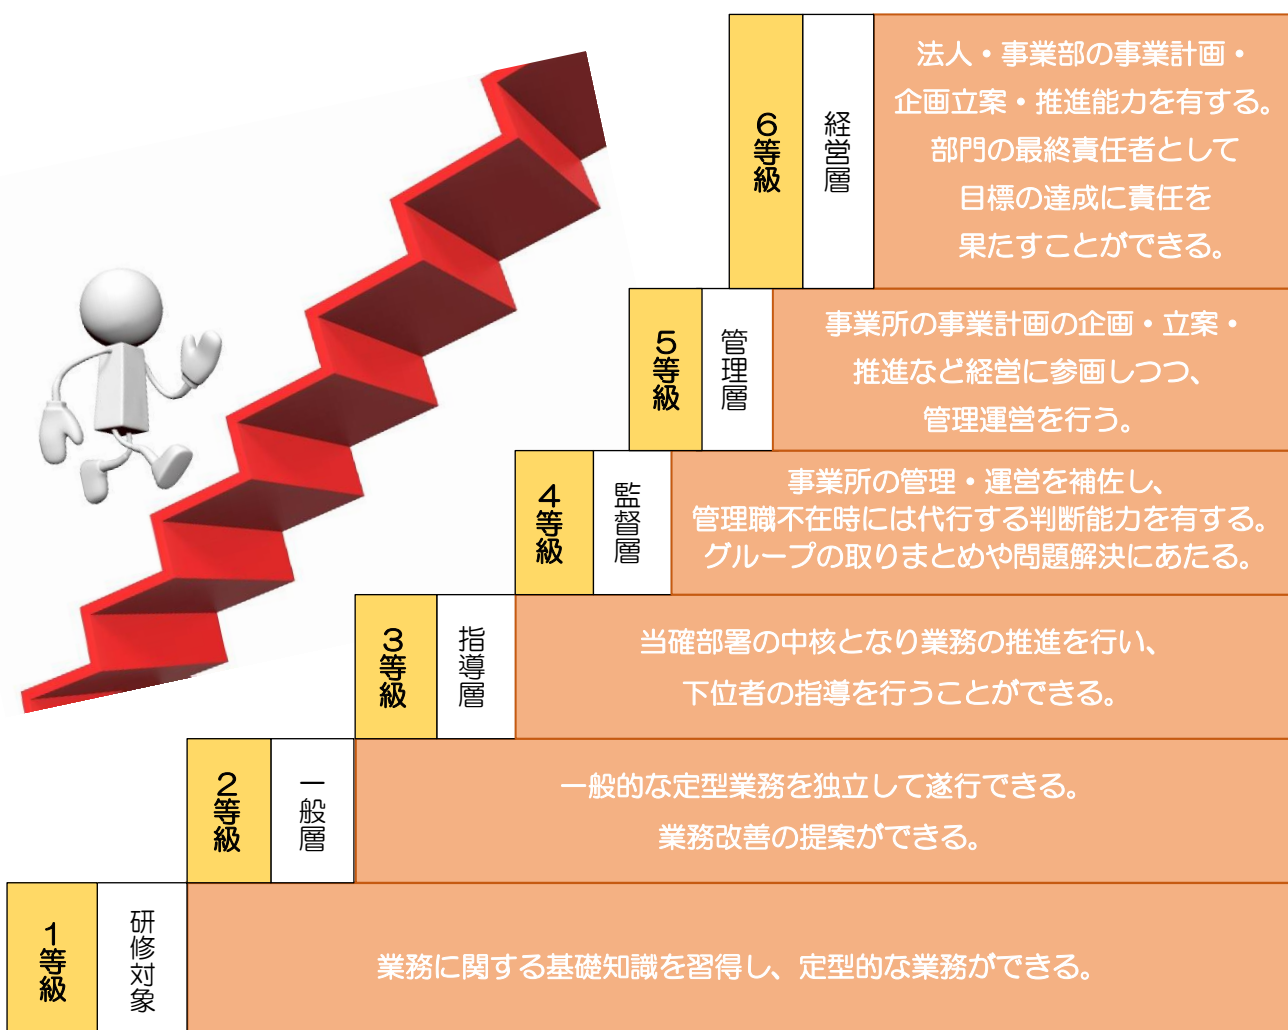 6等級
経営層
法人・事業部の事業計画・
企画立案・推進能力を有する。
部門の最終責任者として
目標の達成に責任を
果たすことができる。
5等級
管理層
事業所の事業計画の企画・立案・
推進など経営に参画しつつ、
管理運営を行う。
4等級
監督層
事業所の管理・運営を補佐し、
管理職不在時には代行する判断能力を有する。
グループの取りまとめや問題解決にあたる。
3等級
指導層
当確部署の中核となり業務の推進を行い、
下位者の指導を行うことができる。
2等級
一般層
一般的な定型業務を独立して遂行できる。
業務改善の提案ができる。
1等級
研修対象
業務に関する基礎知識を習得し、定型的な業務ができる。